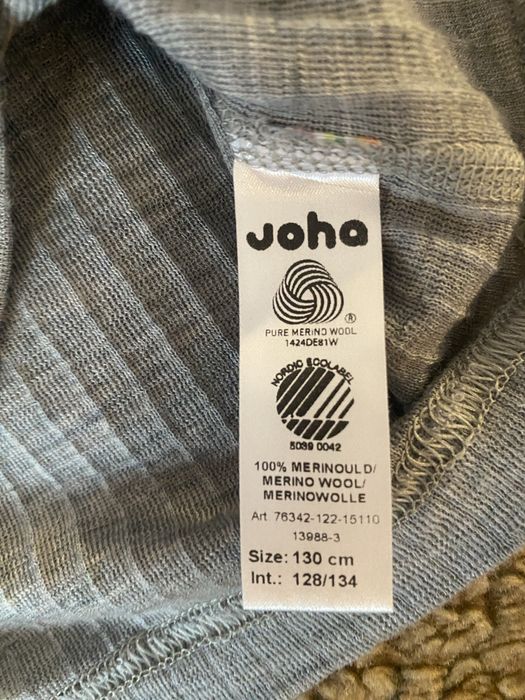 Joha
PURE MERINO WOOL
1424DE81W
NORDIC ECOLABEL
5039 0042
100% MERINOULD/
MERINO WOOL/
MERINOWOLLE
Art. 76342-122-15110
13988-3
Size: 130 cm
Int.: 128/134